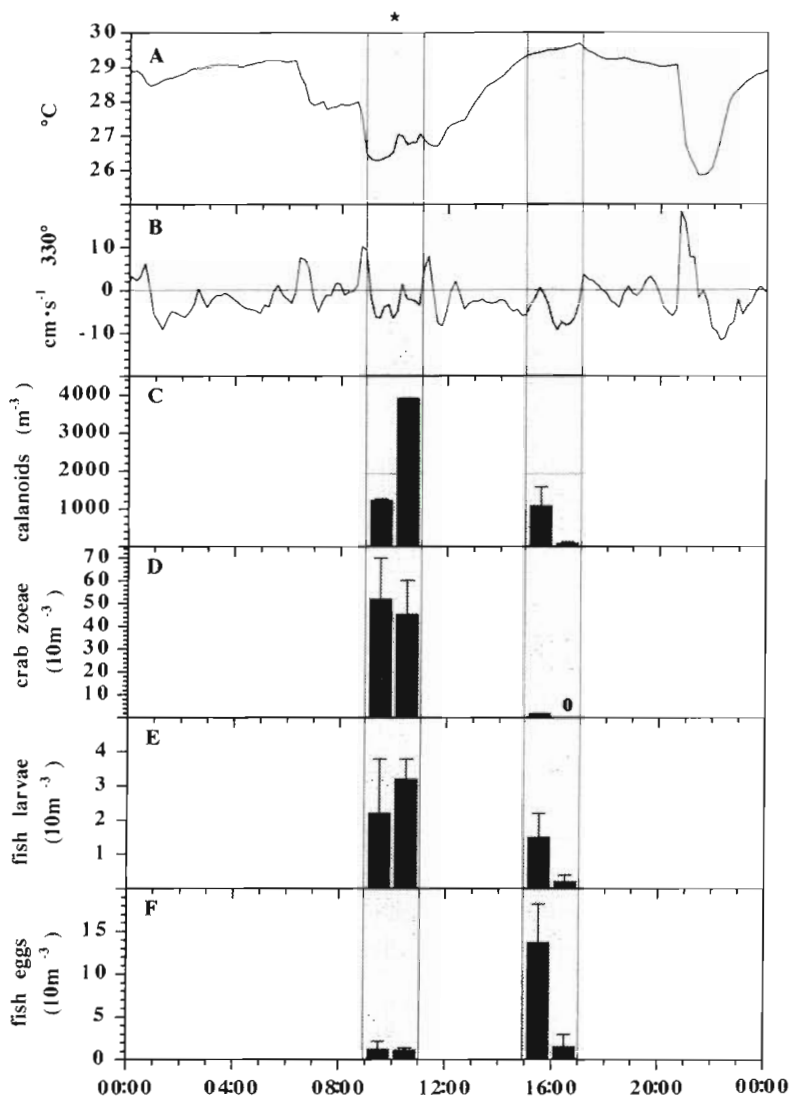 *
A
°C
30
29
28
27
26
B
cm•s⁻¹ 330°
10
0
-10
C
calanoids (m⁻³)
4000
3000
2000
1000
D
crab zoeae
(10m⁻³)
70
60
50
40
30
20
10
0
E
fish larvae
(10m⁻³)
4
3
2
1
F
fish eggs
(10m⁻³)
15
10
5
0
00:00 04:00 08:00 12:00 16:00 20:00 00:00